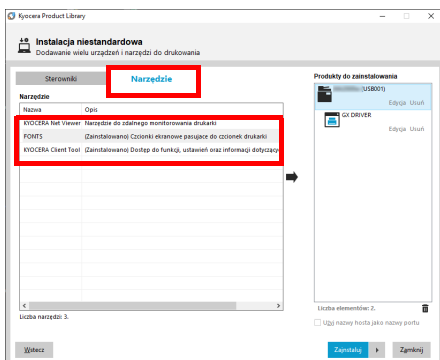 Kyocera Product Library
Instalacja niestandardowa
Dodawanie wielu urządzeń i narzędzi do drukowania
Sterowniki
Narzędzie
Narzędzie
Nazwa Opis
KYOCERA Net Viewer Narzędzie do zdalnego monitorowania drukarki
FONTS (Zainstalowano) Czcionki ekranowe pasujące do czcionek drukarki
KYOCERA Client Tool (Zainstalowano) Dostęp do funkcji, ustawień oraz informacji dotyczący
Liczba narzędzi: 3.
Produkty do zainstalowania
(USB001)
Edycja Usuń
GX DRIVER
Edycja Usuń
Liczba elementów: 2.
Użyj nazwy hosta jako nazwy portu
Wstecz
Zainstaluj
Zamknij